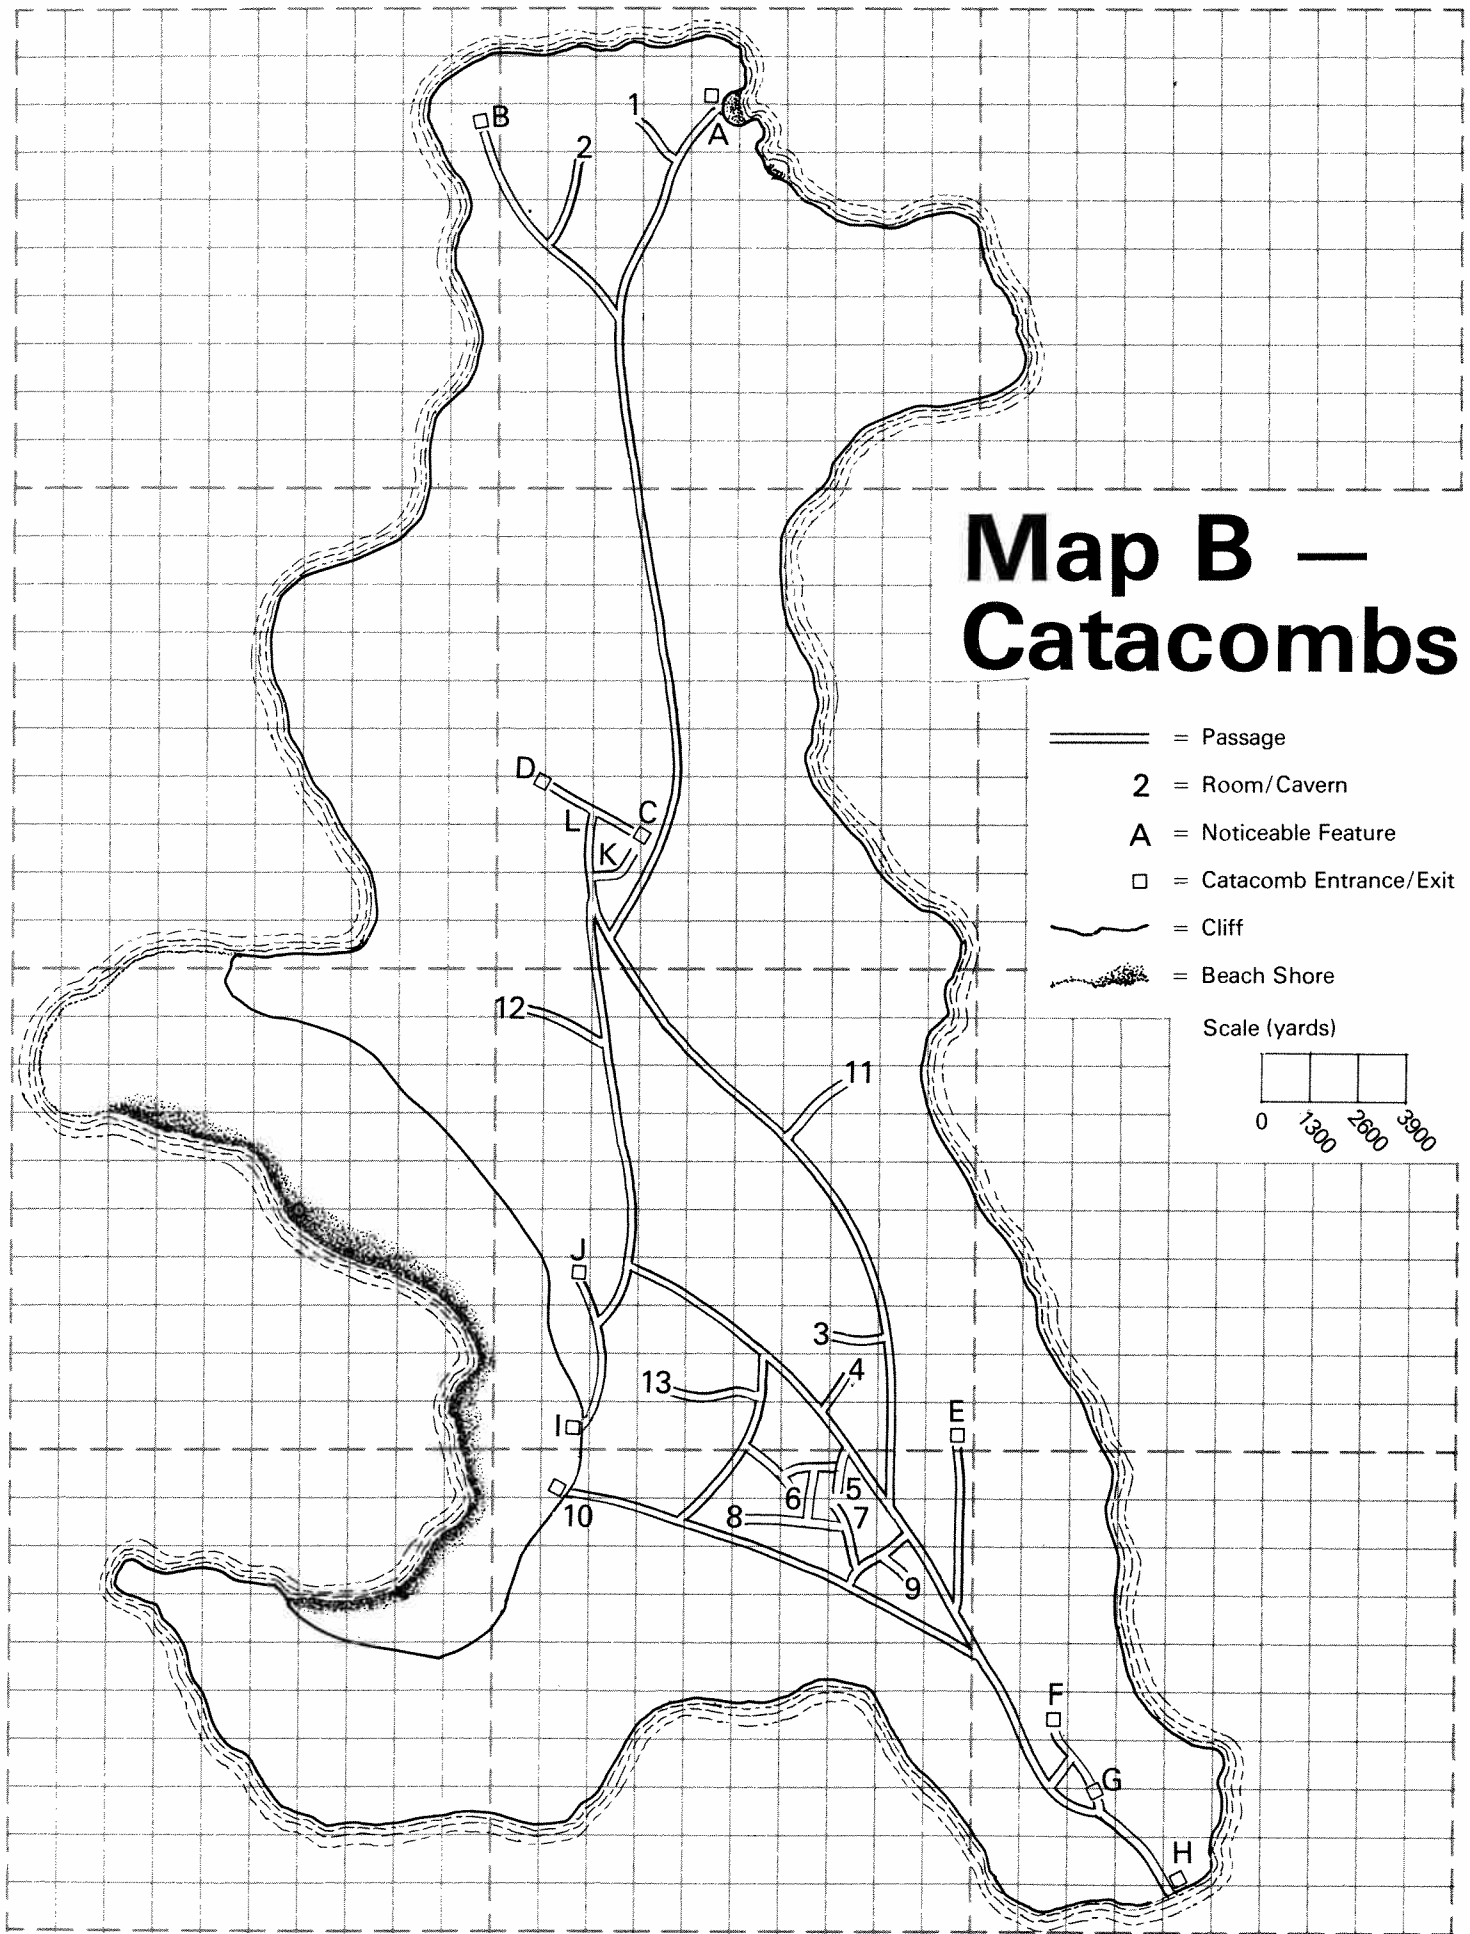 B
1
A
2
Map B —
Catacombs
= Passage
2 = Room/Cavern
A = Noticeable Feature
= Catacomb Entrance/Exit
= Cliff
= Beach Shore
Scale (yards)
0 1300 2600 3900
D
C
L
K
12
11
J
3
4
13
E
I
6
5
10
8
7
9
F
G
H